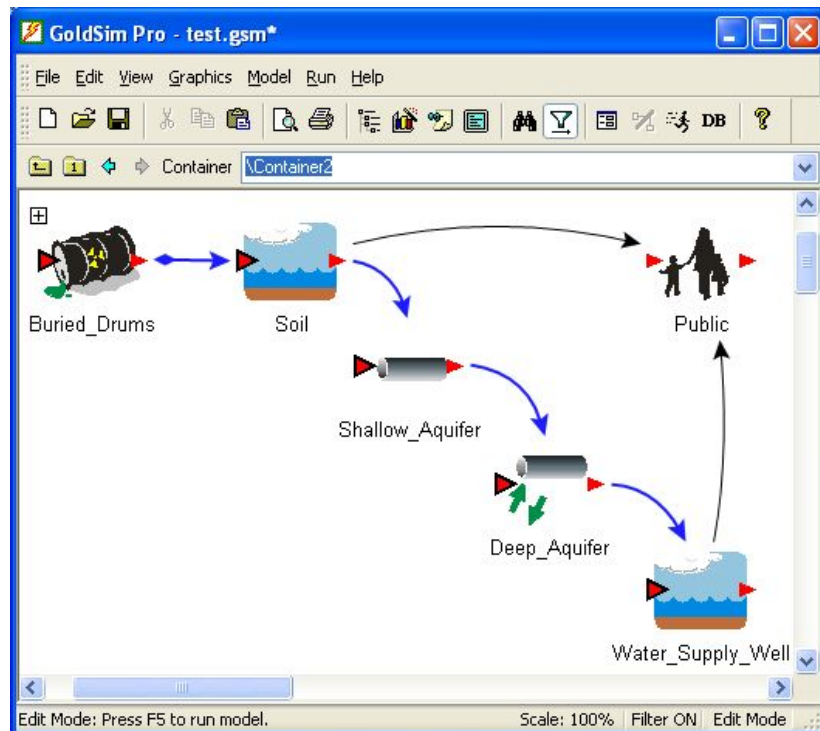 GoldSim Pro - test.gsm*
File Edit View Graphics Model Run Help
DB
1 Container \Container2
Buried_Drums Soil Public
Shallow_Aquifer
Deep_Aquifer
Water_Supply_Well
Edit Mode: Press F5 to run model. Scale: 100% Filter ON Edit Mode